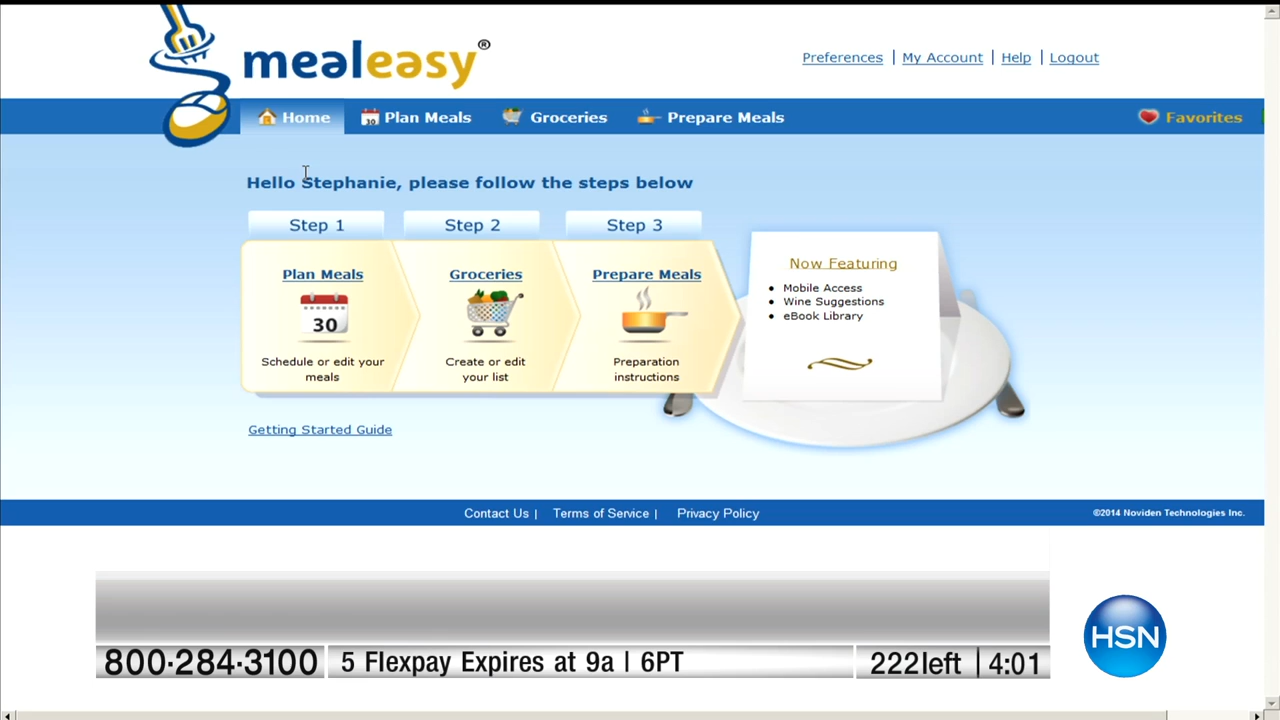 mealeasy®
Preferences | My Account | Help | Logout
Home 30 Plan Meals Groceries Prepare Meals Favorites
Hello Stephanie, please follow the steps below
Step 1 Step 2 Step 3
Plan Meals Groceries Prepare Meals
30
Schedule or edit your meals
Create or edit your list
Preparation instructions
Now Featuring
• Mobile Access
• Wine Suggestions
• eBook Library
Getting Started Guide
Contact Us | Terms of Service | Privacy Policy
©2014 Noviden Technologies Inc.
HSN
800·284·3100 5 Flexpay Expires at 9a | 6PT 222left | 4:01